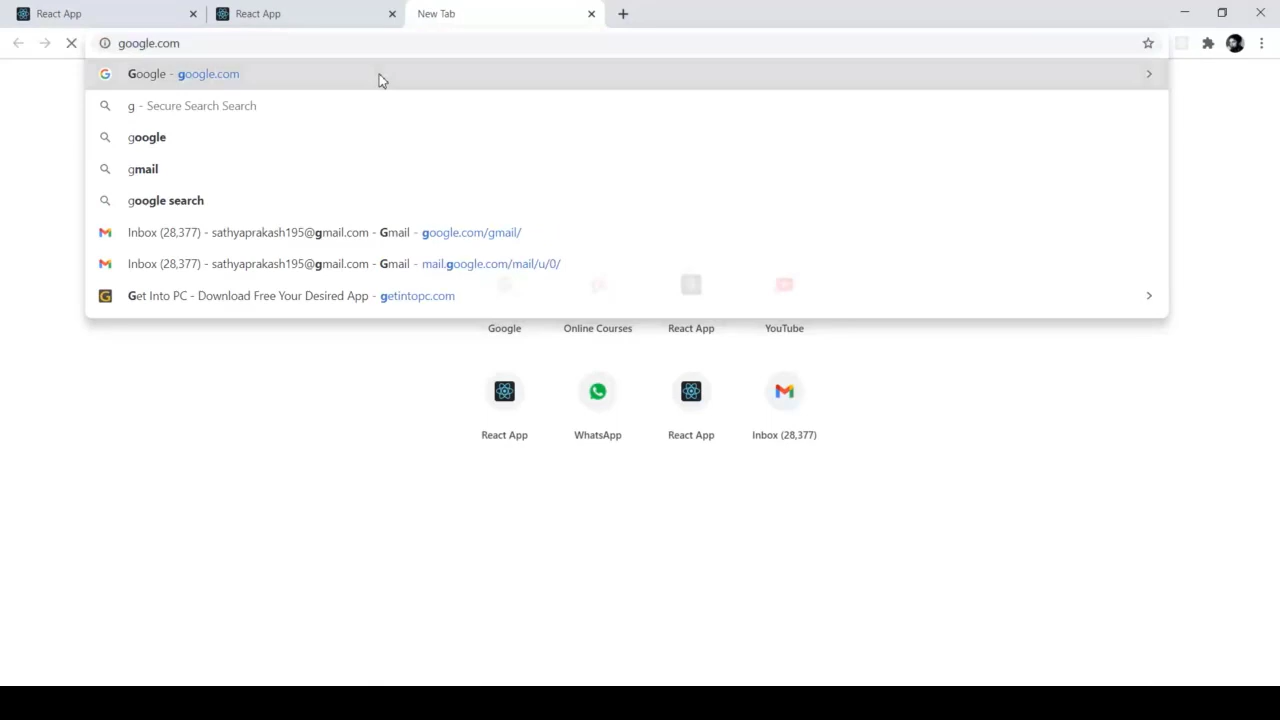 React App
React App
New Tab
google.com
Google - google.com
g - Secure Search Search
google
gmail
google search
Inbox (28,377) - sathyaprakash195@gmail.com - Gmail - google.com/gmail/
Inbox (28,377) - sathyaprakash195@gmail.com - Gmail - mail.google.com/mail/u/0/
Get Into PC - Download Free Your Desired App - getintopc.com
Google
Online Courses
React App
YouTube
React App
WhatsApp
React App
Inbox (28,377)